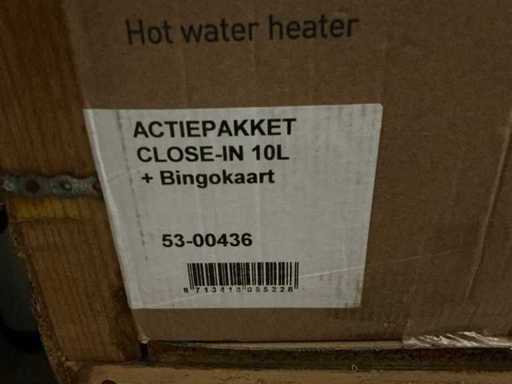 Hot water heater
ACTIEPAKKET
CLOSE-IN 10L
+ Bingokaart
53-00436